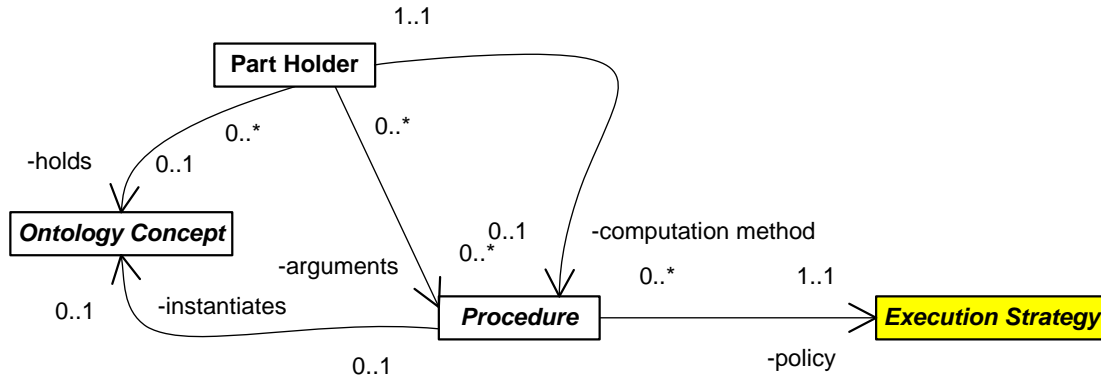 1..1
Part Holder
0..*
0..*
-holds
0..1
Ontology Concept
0..1
-computation method
-arguments
0..*
0..*
1..1
0..1
-instantiates
Procedure
Execution Strategy
0..1
-policy